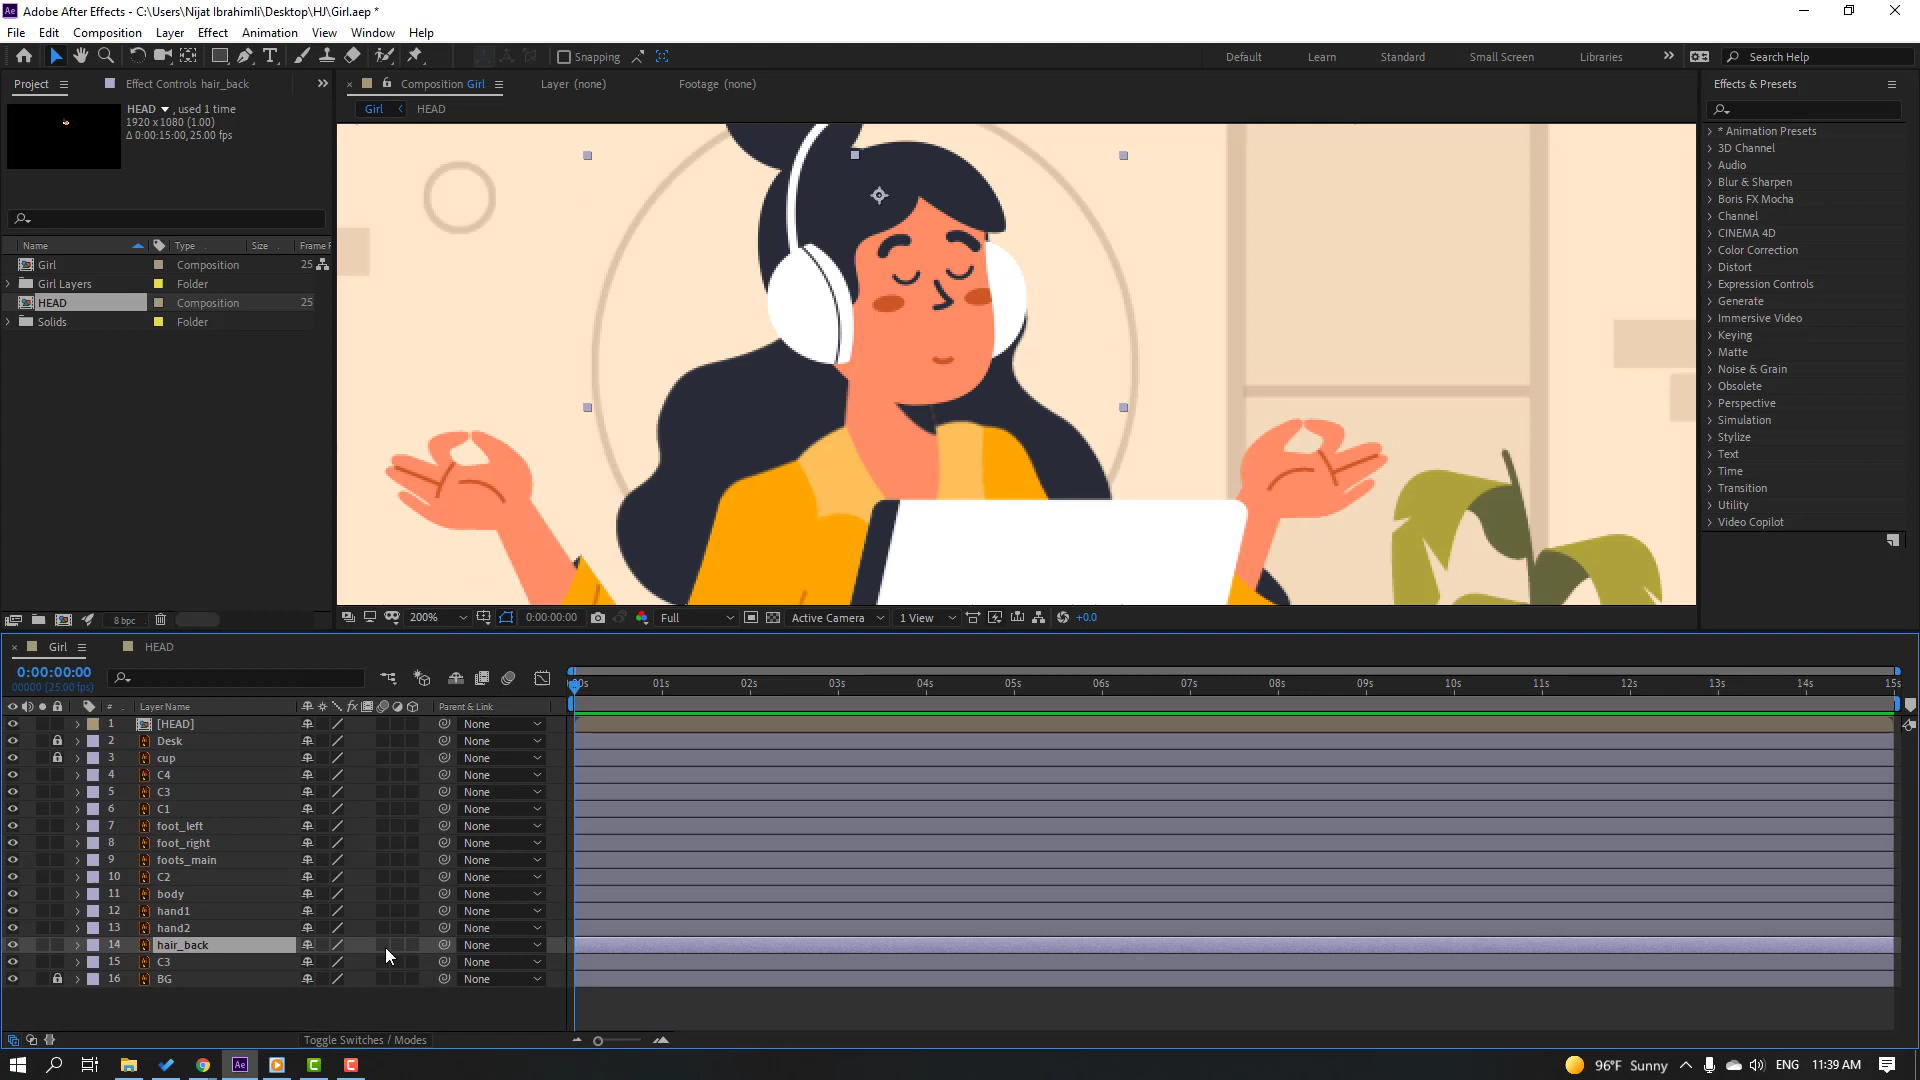 Adobe After Effects - C:\Users\Nijat Ibrahimli\Desktop\HJ\Girl.aep *
File Edit Composition Layer Effect Animation View Window Help
Snapping
Default Learn Standard Small Screen Libraries Search Help
Project Effect Controls hair_back
Composition Girl Layer (none) Footage (none)
Effects & Presets
HEAD , used 1 time
1920 x 1080 (1.00)
Δ 0:00:15:00, 25.00 fps
Girl HEAD
Name Type Size Frame F
Girl Composition 25
Girl Layers Folder
HEAD Composition 25
Solids Folder
* Animation Presets
3D Channel
Audio
Blur & Sharpen
Boris FX Mocha
Channel
CINEMA 4D
Color Correction
Distort
Expression Controls
Generate
Immersive Video
Keying
Matte
Noise & Grain
Obsolete
Perspective
Simulation
Stylize
Text
Time
Transition
Utility
Video Copilot
8 bpc
200% 0:00:00:00 Full Active Camera 1 View +0.0
Girl HEAD
0:00:00:00
00000 (25.00 fps)
00s 01s 02s 03s 04s 05s 06s 07s 08s 09s 10s 11s 12s 13s 14s 15s
# Layer Name fx Parent & Link
1 [HEAD] None
2 Desk None
3 cup None
4 C4 None
5 C3 None
6 C1 None
7 foot_left None
8 foot_right None
9 foots_main None
10 C2 None
11 body None
12 hand1 None
13 hand2 None
14 hair_back None
15 C3 None
16 BG None
Toggle Switches / Modes
96°F Sunny ENG 11:39 AM